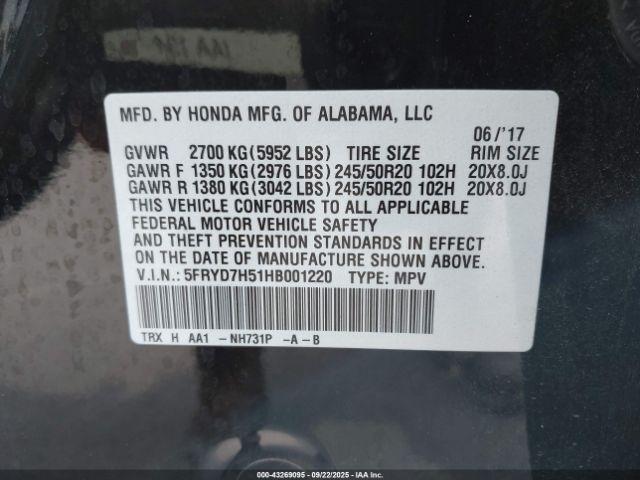 MFD. BY HONDA MFG. OF ALABAMA, LLC
06/'17
GVWR 2700 KG(5952 LBS) TIRE SIZE RIM SIZE
GAWR F 1350 KG(2976 LBS) 245/50R20 102H 20X8.0J
GAWR R 1380 KG(3042 LBS) 245/50R20 102H 20X8.0J
THIS VEHICLE CONFORMS TO ALL APPLICABLE
FEDERAL MOTOR VEHICLE SAFETY
AND THEFT PREVENTION STANDARDS IN EFFECT
ON THE DATE OF MANUFACTURE SHOWN ABOVE.
V.I.N.: 5FRYD7H51HB001220 TYPE: MPV
TRX H AA1 -NH731P -A-B
000-43269095 - 09/22/2025 - IAA Inc.